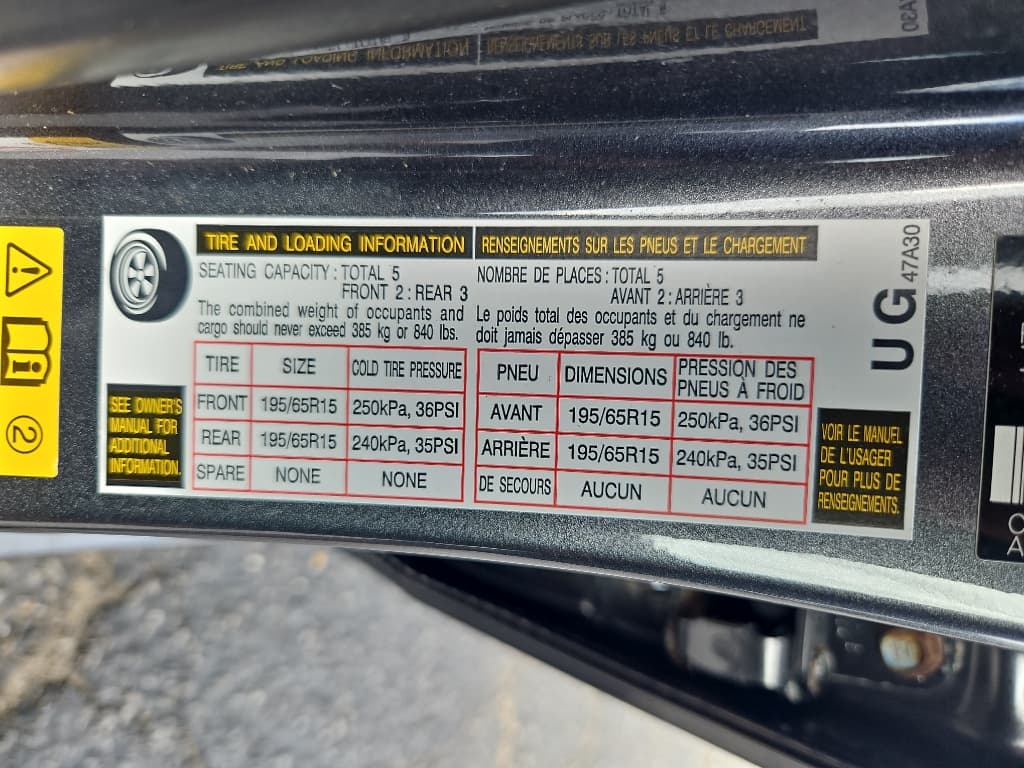 TIRE AND LOADING INFORMATION
SEATING CAPACITY : TOTAL 5
FRONT 2 : REAR 3
The combined weight of occupants and
cargo should never exceed 385 kg or 840 lbs.
TIRE SIZE COLD TIRE PRESSURE
FRONT 195/65R15 250kPa, 36PSI
REAR 195/65R15 240kPa, 35PSI
SPARE NONE NONE
SEE OWNER'S
MANUAL FOR
ADDITIONAL
INFORMATION.
RENSEIGNEMENTS SUR LES PNEUS ET LE CHARGEMENT
NOMBRE DE PLACES : TOTAL 5
AVANT 2 : ARRIÈRE 3
Le poids total des occupants et du chargement ne
doit jamais dépasser 385 kg ou 840 lb.
PNEU DIMENSIONS PRESSION DES
PNEUS À FROID
AVANT 195/65R15 250kPa, 36PSI
ARRIÈRE 195/65R15 240kPa, 35PSI
DE SECOURS AUCUN AUCUN
VOIR LE MANUEL
DE L'USAGER
POUR PLUS DE
RENSEIGNEMENTS.
UG 47A30
2